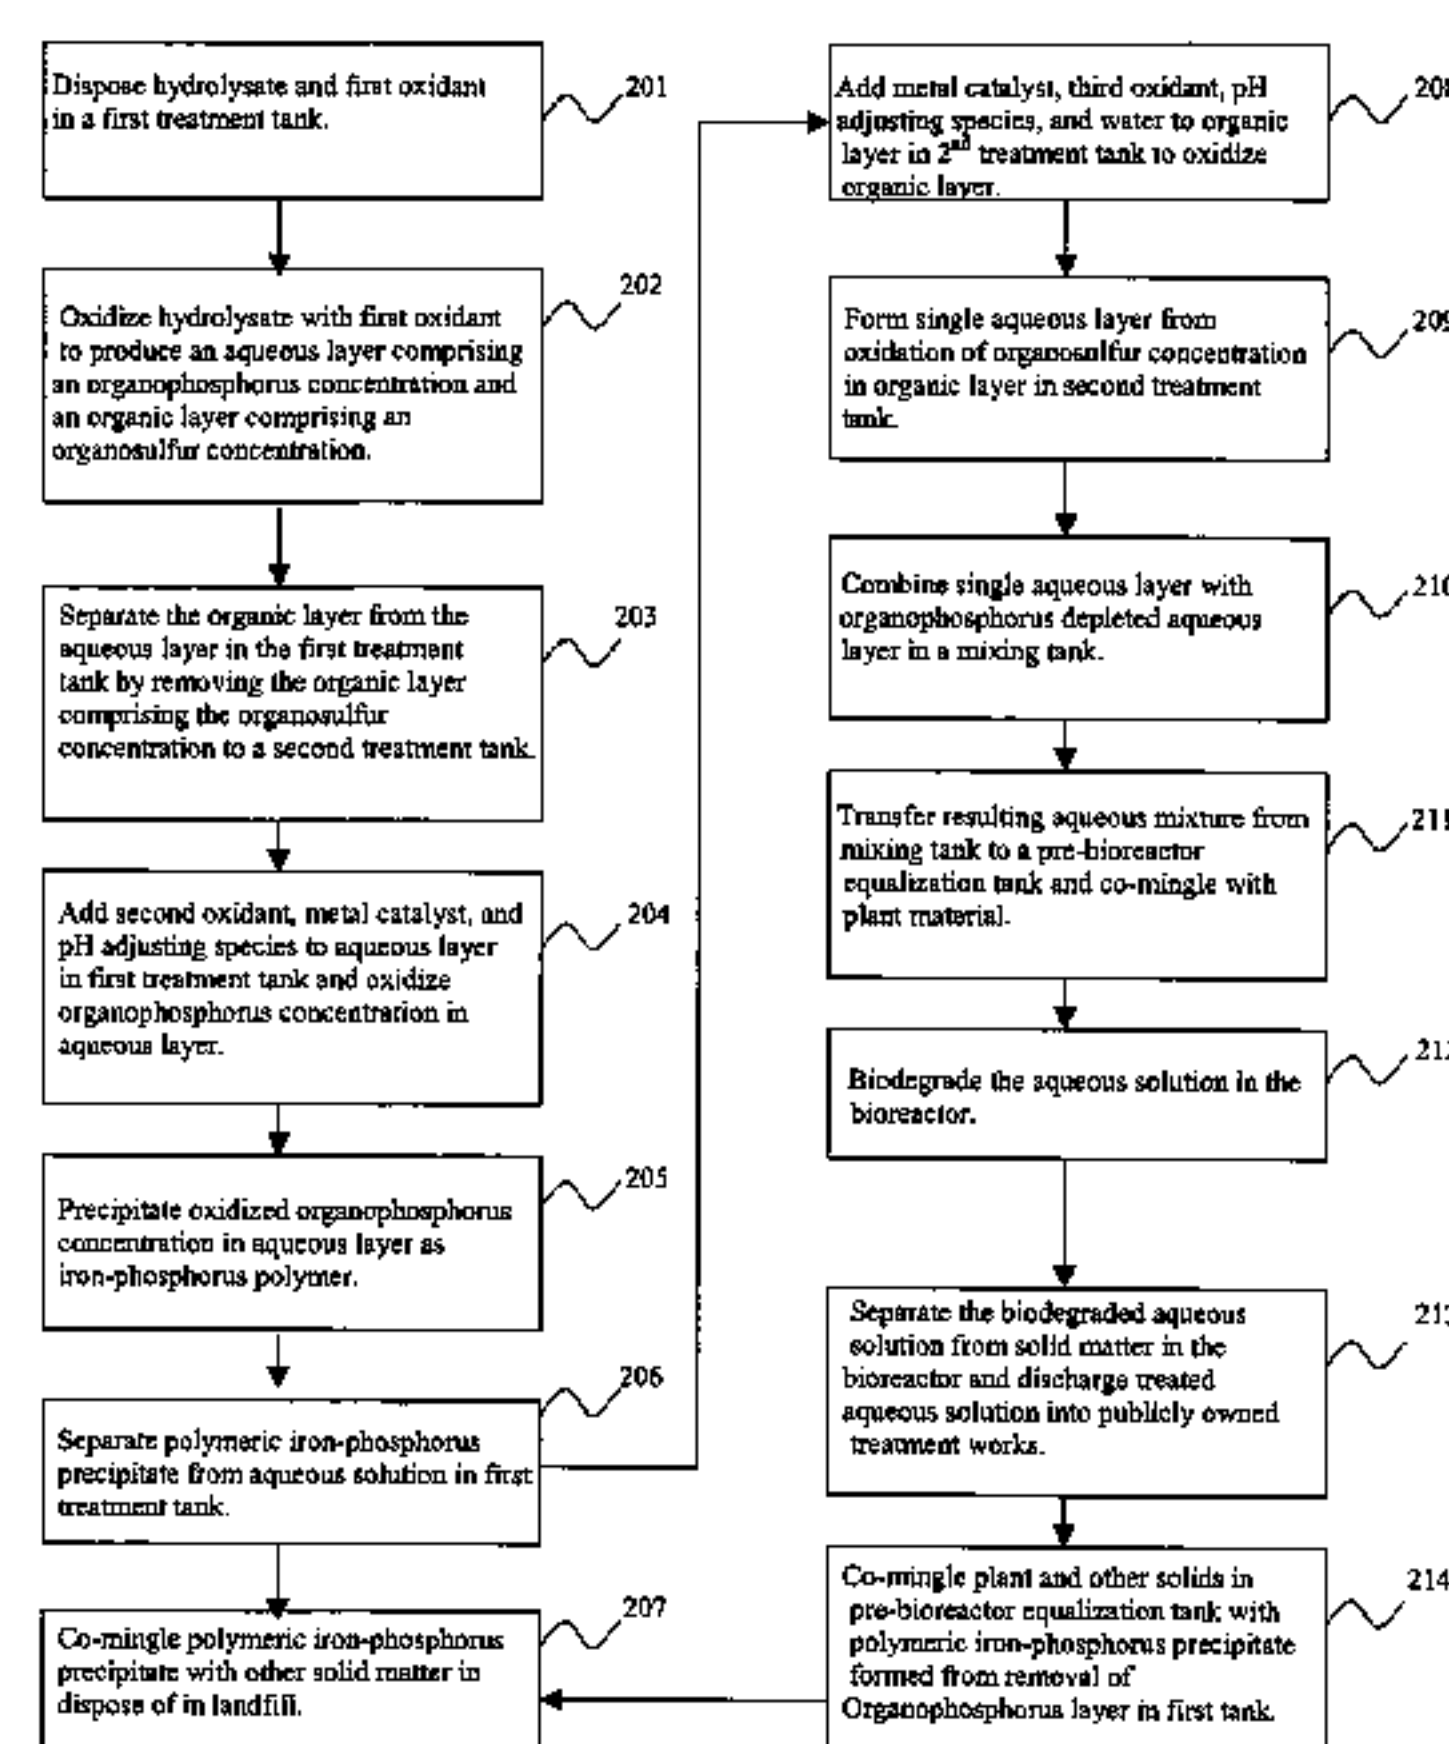 Dispose hydrolysate and first oxidant
in a first treatment tank.
201
Oxidize hydrolysate with first oxidant
to produce an aqueous layer comprising
an organophosphorus concentration and
an organic layer comprising an
organosulfur concentration.
202
Separate the organic layer from the
aqueous layer in the first treatment
tank by removing the organic layer
comprising the organosulfur
concentration to a second treatment tank.
203
Add second oxidant, metal catalyst, and
pH adjusting species to aqueous layer
in first treatment tank and oxidize
organophosphorus concentration in
aqueous layer.
204
Precipitate oxidized organophosphorus
concentration in aqueous layer as
iron-phosphorus polymer.
205
Separate polymeric iron-phosphorus
precipitate from aqueous solution in first
treatment tank.
206
Co-mingle polymeric iron-phosphorus
precipitate with other solid matter in
dispose of in landfill.
207
Add metal catalyst, third oxidant, pH
adjusting species, and water to organic
layer in 2nd treatment tank to oxidize
organic layer.
208
Form single aqueous layer from
oxidation of organosulfur concentration
in organic layer in second treatment
tank.
209
Combine single aqueous layer with
organophosphorus depleted aqueous
layer in a mixing tank.
210
Transfer resulting aqueous mixture from
mixing tank to a pre-bioreactor
equalization tank and co-mingle with
plant material.
211
Biodegrade the aqueous solution in the
bioreactor.
212
Separate the biodegraded aqueous
solution from solid matter in the
bioreactor and discharge treated
aqueous solution into publicly owned
treatment works.
213
Co-mingle plant and other solids in
pre-bioreactor equalization tank with
polymeric iron-phosphorus precipitate
formed from removal of
Organophosphorus layer in first tank.
214